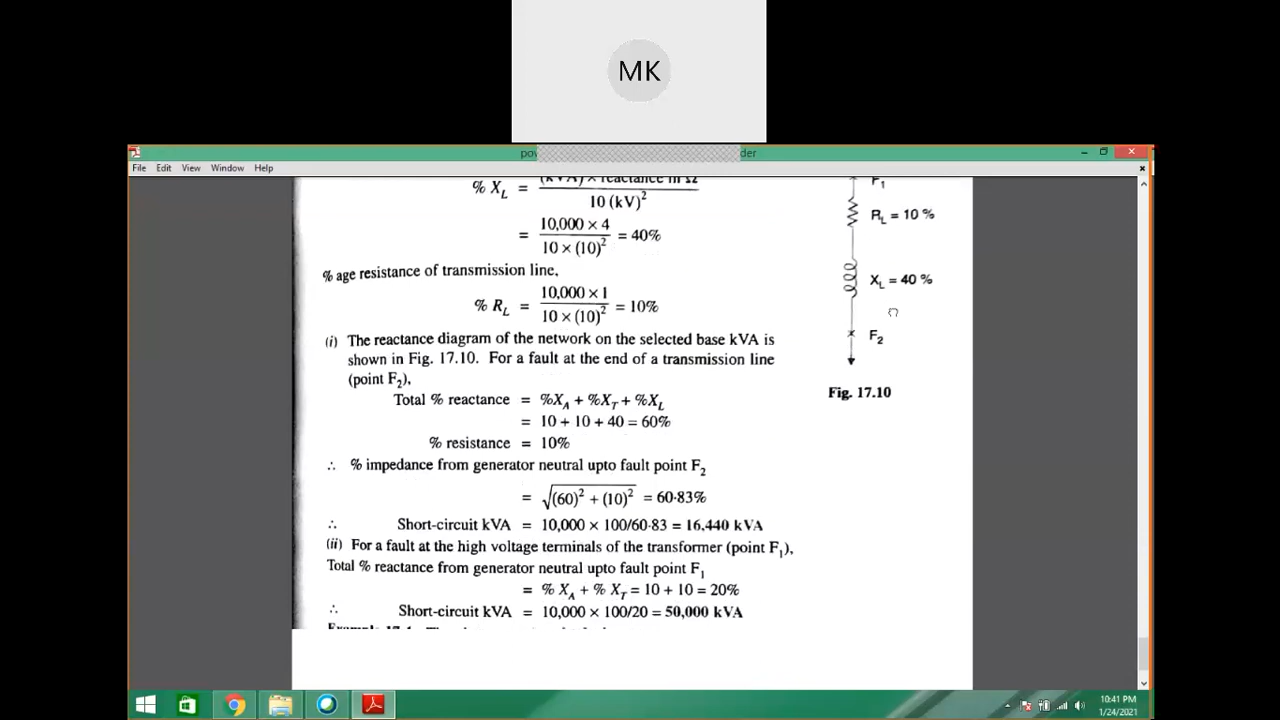 MK
pow
der
File Edit View Window Help
% X_L = (kVA) × reactance in Ω / 10 (kV)²
= 10,000 × 4 / 10 × (10)² = 40%
% age resistance of transmission line,
% R_L = 10,000 × 1 / 10 × (10)² = 10%
(i) The reactance diagram of the network on the selected base kVA is
shown in Fig. 17.10. For a fault at the end of a transmission line
(point F₂),
Total % reactance = %X_A + %X_T + %X_L
= 10 + 10 + 40 = 60%
% resistance = 10%
∴ % impedance from generator neutral upto fault point F₂
= √(60)² + (10)² = 60·83%
∴ Short-circuit kVA = 10,000 × 100/60·83 = 16,440 kVA
(ii) For a fault at the high voltage terminals of the transformer (point F₁),
Total % reactance from generator neutral upto fault point F₁
= % X_A + % X_T = 10 + 10 = 20%
∴ Short-circuit kVA = 10,000 × 100/20 = 50,000 kVA
F₁
R_L = 10 %
X_L = 40 %
F₂
Fig. 17.10
10:41 PM
1/24/2021